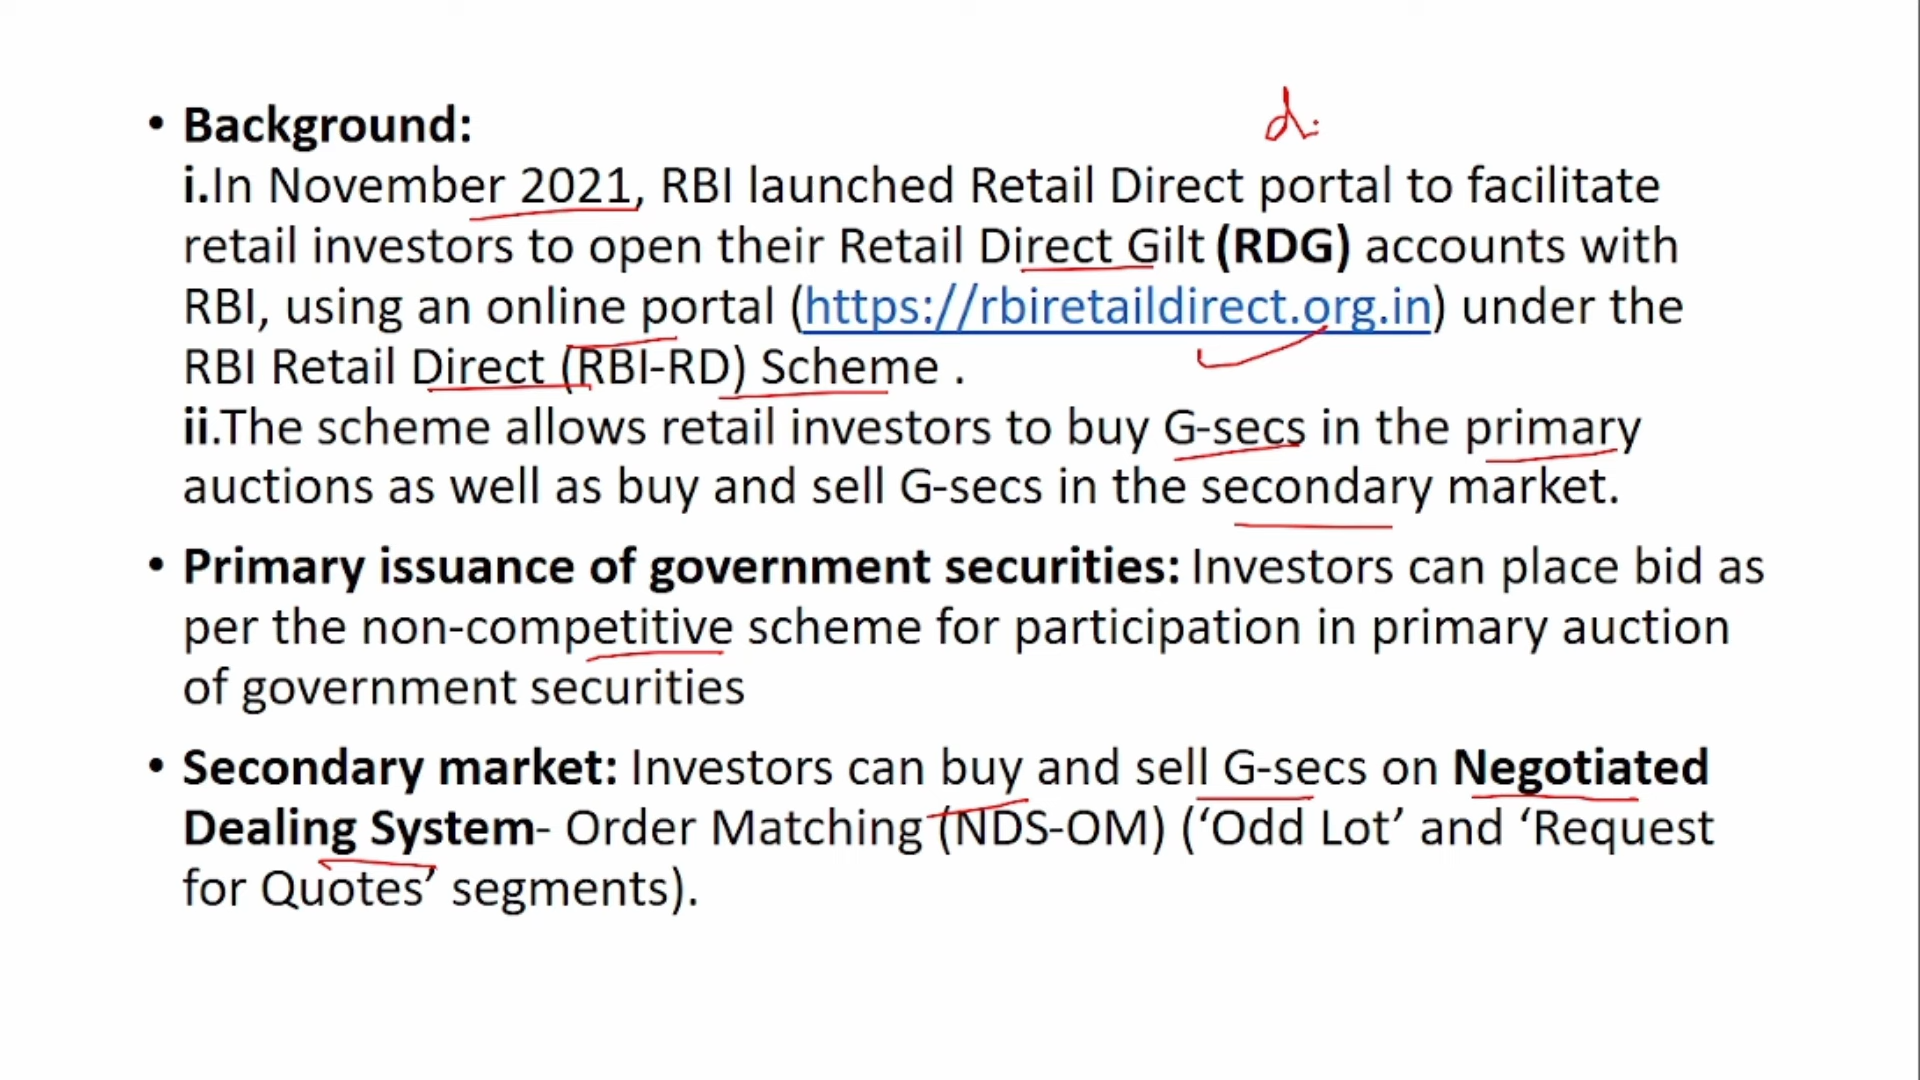 d:
• Background:
i.In November 2021, RBI launched Retail Direct portal to facilitate
retail investors to open their Retail Direct Gilt (RDG) accounts with
RBI, using an online portal (https://rbiretaildirect.org.in) under the
RBI Retail Direct (RBI-RD) Scheme .
ii.The scheme allows retail investors to buy G-secs in the primary
auctions as well as buy and sell G-secs in the secondary market.
• Primary issuance of government securities: Investors can place bid as
per the non-competitive scheme for participation in primary auction
of government securities
• Secondary market: Investors can buy and sell G-secs on Negotiated
Dealing System- Order Matching (NDS-OM) (‘Odd Lot’ and ‘Request
for Quotes’ segments).